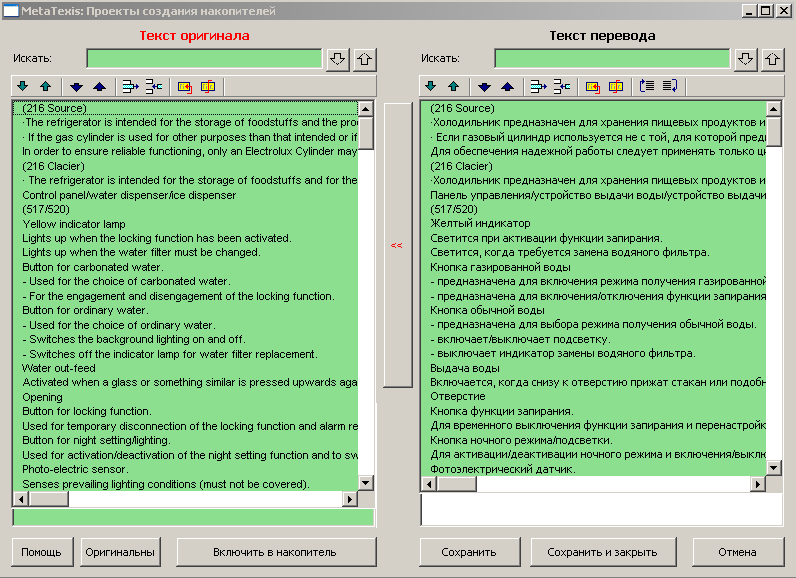 MetaTexis: Проекты создания накопителей
Текст оригинала
Искать:
(216 Source)
·The refrigerator is intended for the storage of foodstuffs and the
· If the gas cylinder is used for other purposes than that intended or if
In order to ensure reliable functioning, only an Electrolux Cylinder may
(216 Clacier)
· The refrigerator is intended for the storage of foodstuffs and for the
Control panel/water dispenser/ice dispenser
(517/520)
Yellow indicator lamp
Lights up when the locking function has been activated.
Lights up when the water filter must be changed.
Button for carbonated water.
- Used for the choice of carbonated water.
- For the engagement and disengagement of the locking function.
Button for ordinary water.
- Used for the choice of ordinary water.
- Switches the background lighting on and off.
- Switches off the indicator lamp for water filter replacement.
Water out-feed
Activated when a glass or something similar is pressed upwards aga
Opening
Button for locking function.
Used for temporary disconnection of the locking function and alarm re
Button for night setting/lighting.
Used for activation/deactivation of the night setting function and to sw
Photo-electric sensor.
Senses prevailing lighting conditions (must not be covered).
Помощь
Оригинальны
Включить в накопитель
<<
Текст перевода
Искать:
(216 Source)
·Холодильник предназначен для хранения пищевых продуктов и
· Если газовый цилиндр используется не с той, для которой пред
Для обеспечения надежной работы следует применять только ц
(216 Clacier)
·Холодильник предназначен для хранения пищевых продуктов и
Панель управления/устройство выдачи воды/устройство выдач
(517/520)
Желтый индикатор
Светится при активации функции запирания.
Светится, когда требуется замена водяного фильтра.
Кнопка газированной воды
- предназначена для включения режима получения газированной
- предназначена для включения/отключения функции запирания
Кнопка обычной воды
- предназначена для выбора режима получения обычной воды.
- включает/выключает подсветку.
- выключает индикатор замены водяного фильтра.
Выдача воды
Включается, когда снизу к отверстию прижат стакан или подобн
Отверстие
Кнопка функции запирания.
Для временного выключения функции запирания и перенастройк
Кнопка ночного режима/подсветки.
Для активации/деактивации ночного режима и включения/выклю
Фотоэлектрический датчик.
Сохранить
Сохранить и закрыть
Отмена